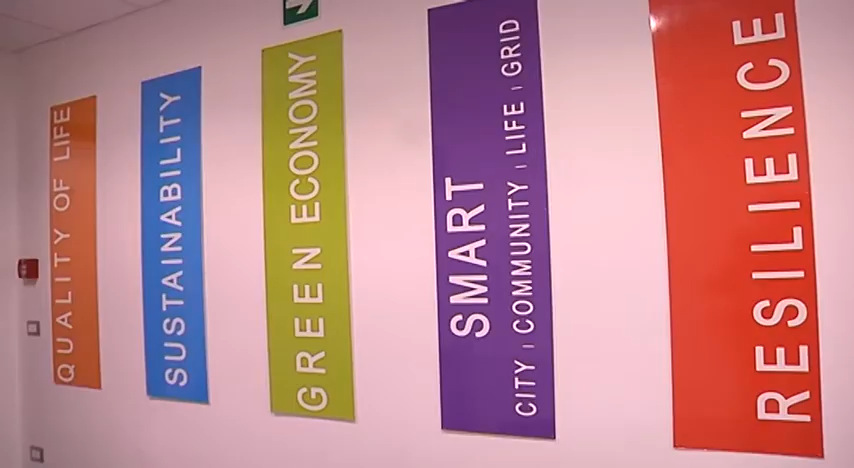 QUALITY OF LIFE
SUSTAINABILITY
GREEN ECONOMY
SMART
CITY | COMMUNITY | LIFE | GRID
RESILIENCE